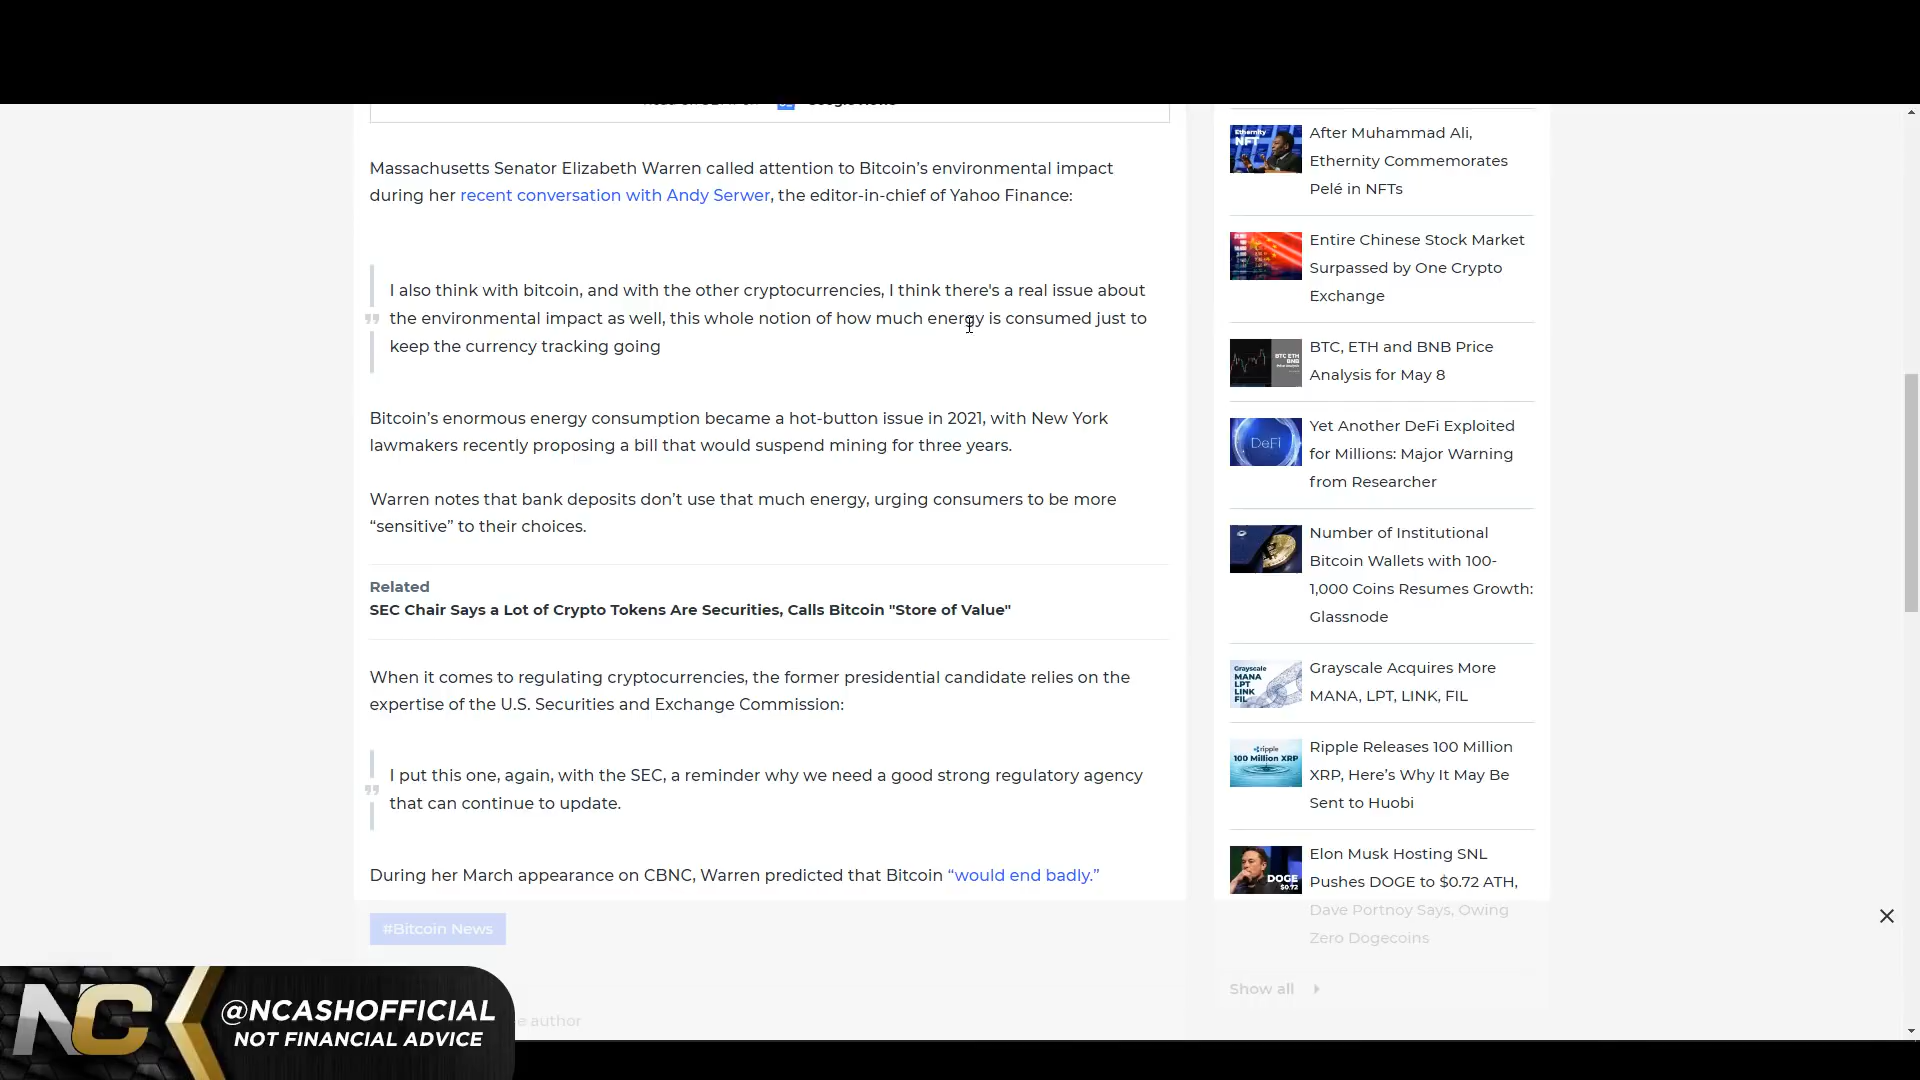 Massachusetts Senator Elizabeth Warren called attention to Bitcoin’s environmental impact
during her recent conversation with Andy Serwer, the editor-in-chief of Yahoo Finance:
I also think with bitcoin, and with the other cryptocurrencies, I think there's a real issue about
the environmental impact as well, this whole notion of how much energy is consumed just to
keep the currency tracking going
Bitcoin’s enormous energy consumption became a hot-button issue in 2021, with New York
lawmakers recently proposing a bill that would suspend mining for three years.
Warren notes that bank deposits don’t use that much energy, urging consumers to be more
“sensitive” to their choices.
Related
SEC Chair Says a Lot of Crypto Tokens Are Securities, Calls Bitcoin "Store of Value"
When it comes to regulating cryptocurrencies, the former presidential candidate relies on the
expertise of the U.S. Securities and Exchange Commission:
I put this one, again, with the SEC, a reminder why we need a good strong regulatory agency
that can continue to update.
During her March appearance on CBNC, Warren predicted that Bitcoin “would end badly.”
#Bitcoin News
e author
Ethernity
NFT
After Muhammad Ali,
Ethernity Commemorates
Pelé in NFTs
Entire Chinese Stock Market
Surpassed by One Crypto
Exchange
BTC ETH
BNB
BTC, ETH and BNB Price
Analysis for May 8
DeFi
Yet Another DeFi Exploited
for Millions: Major Warning
from Researcher
Number of Institutional
Bitcoin Wallets with 100-
1,000 Coins Resumes Growth:
Glassnode
Grayscale
MANA
LPT
LINK
FIL
Grayscale Acquires More
MANA, LPT, LINK, FIL
ripple
100 Million XRP
Ripple Releases 100 Million
XRP, Here’s Why It May Be
Sent to Huobi
DOGE
$0.72
Elon Musk Hosting SNL
Pushes DOGE to $0.72 ATH,
Dave Portnoy Says, Owing
Zero Dogecoins
Show all
NC
@NCASHOFFICIAL
NOT FINANCIAL ADVICE